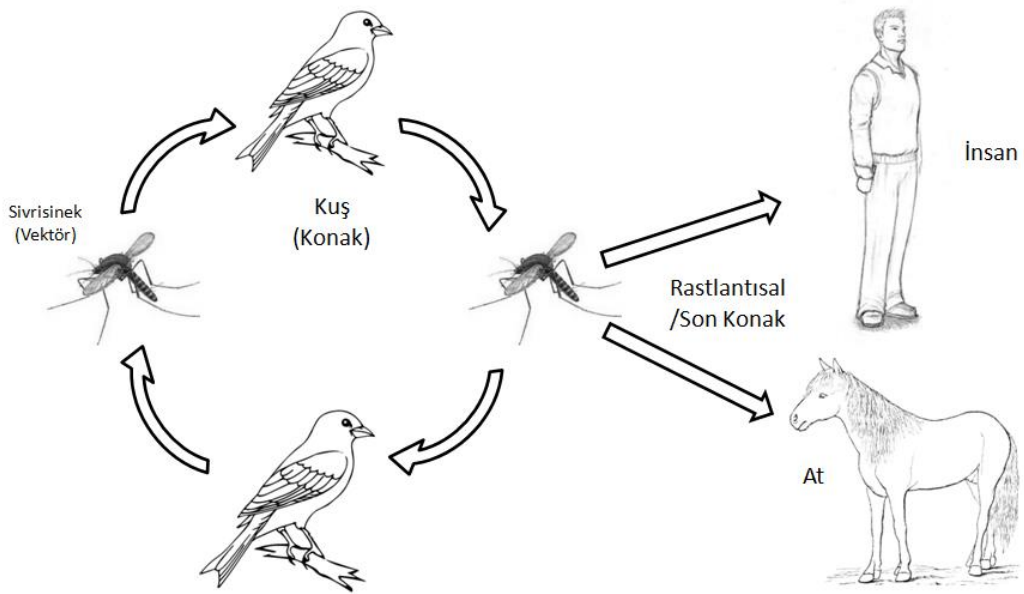 Sivrisinek
(Vektör)
Kuş
(Konak)
İnsan
Rastlantısal
/Son Konak
At